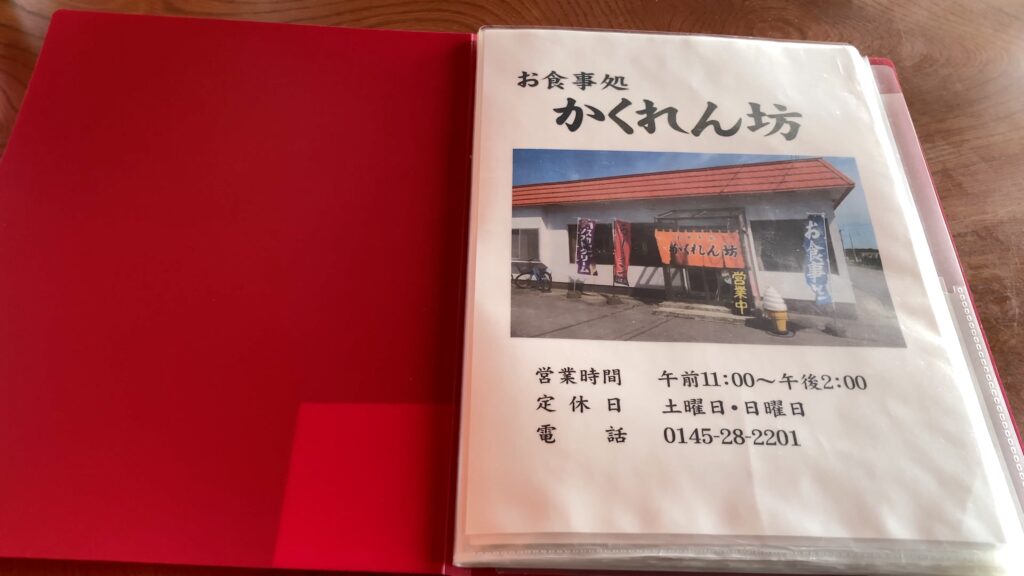 お食事処
かくれん坊
かくれん坊
お食事処
営業中
営業時間 午前11:00～午後2:00
定休日 土曜日・日曜日
電話 0145-28-2201